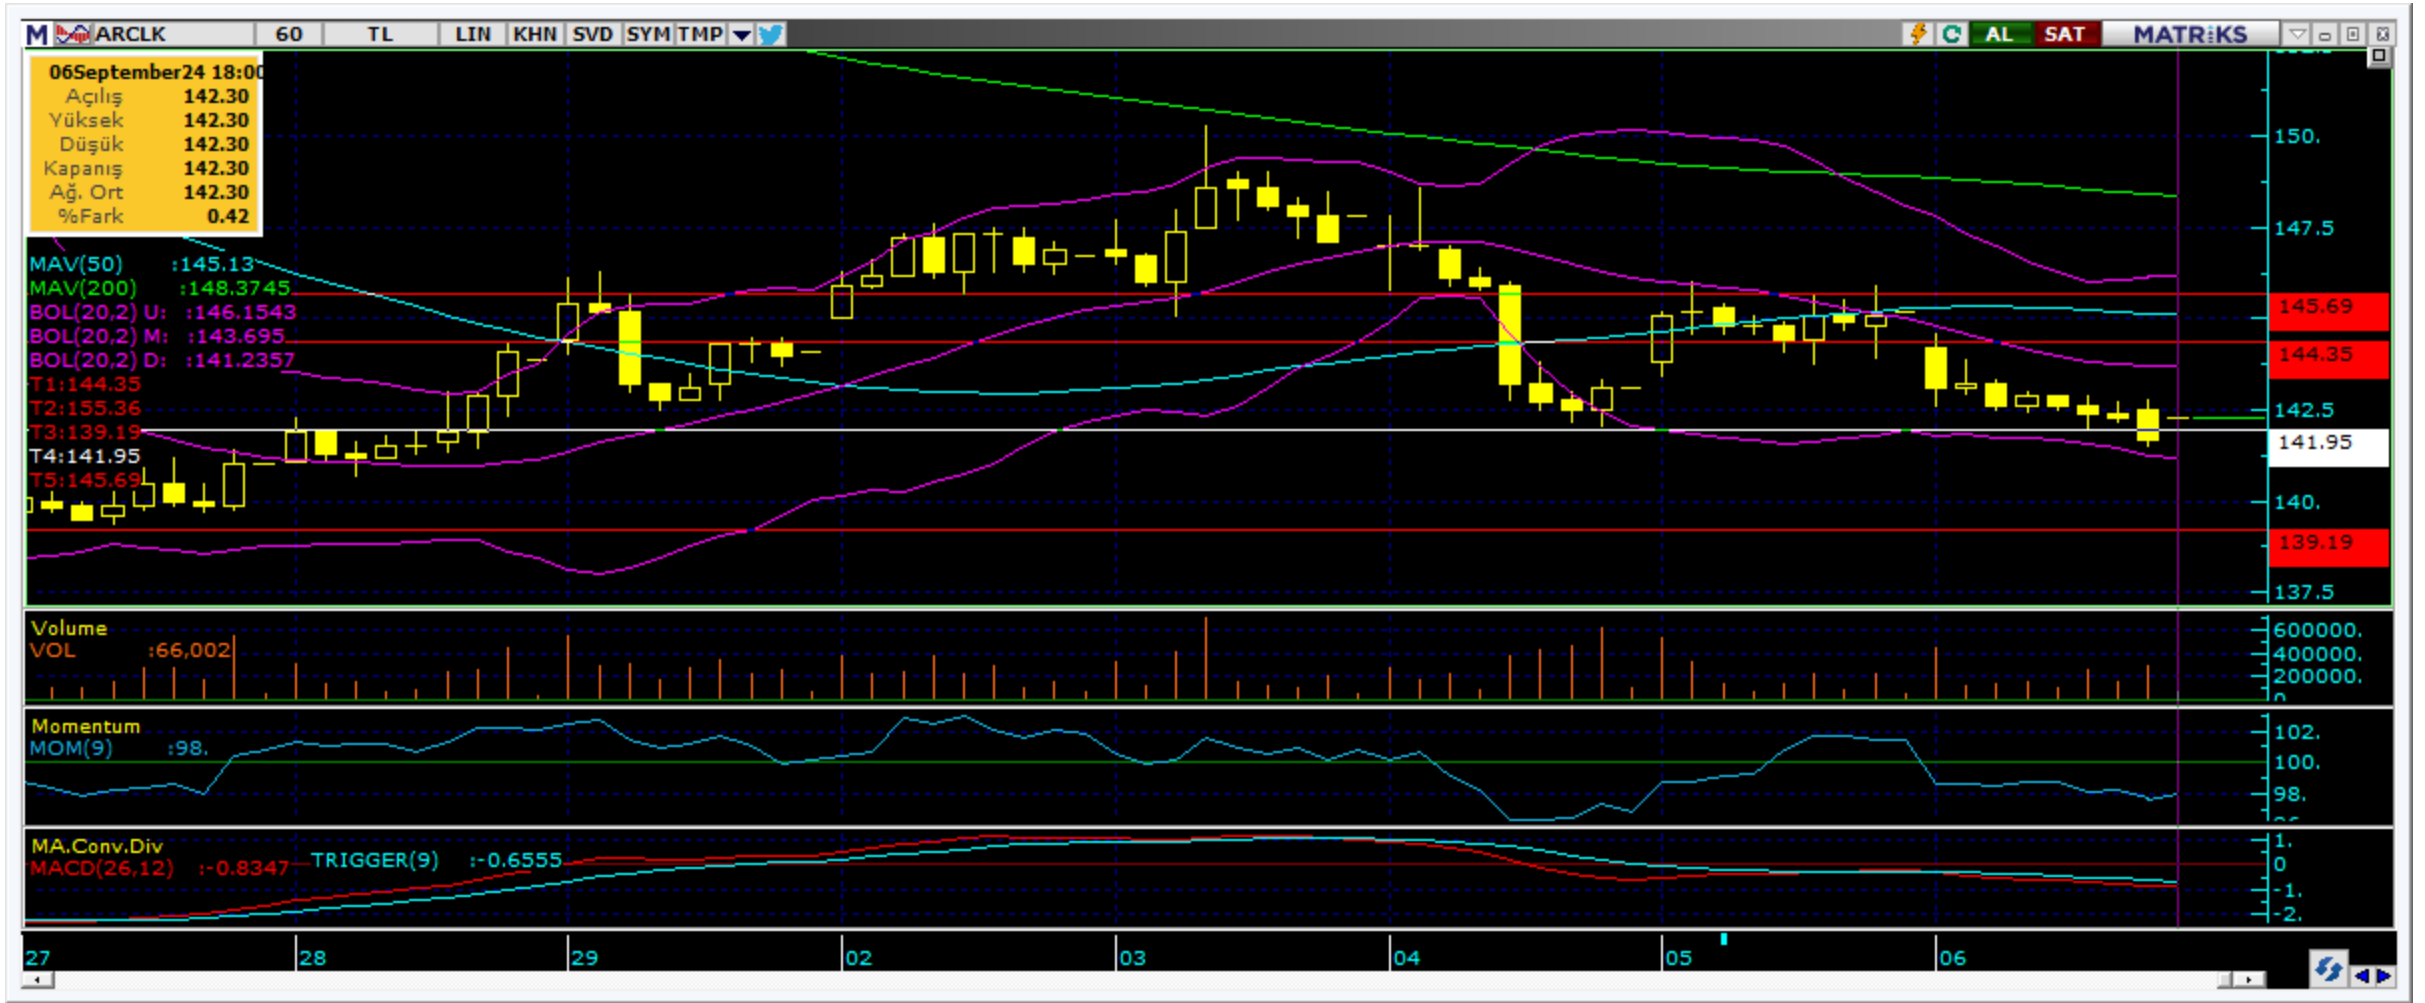 M ARCLK 60 TL LIN KHN SVD SYM TMP AL SAT MATRiKS
06September24 18:00
Açılış 142.30
Yüksek 142.30
Düşük 142.30
Kapanış 142.30
Ağ. Ort 142.30
%Fark 0.42
MAV(50) :145.13
MAV(200) :148.3745
BOL(20,2) U: :146.1543
BOL(20,2) M: :143.695
BOL(20,2) D: :141.2357
T1:144.35
T2:155.36
T3:139.19
T4:141.95
T5:145.69
150.
147.5
145.69
144.35
142.5
141.95
140.
139.19
137.5
Volume
VOL :66,002
600000.
400000.
200000.
0
Momentum
MOM(9) :98.
102.
100.
98.
MA.Conv.Div
MACD(26,12) :-0.8347 TRIGGER(9) :-0.6555
1.
0
-1.
-2.
27 28 29 02 03 04 05 06